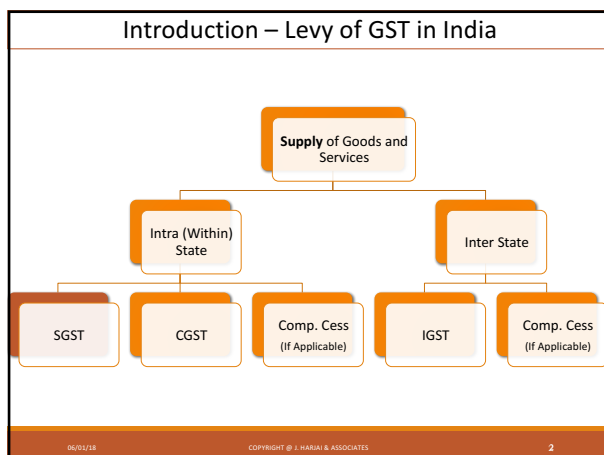 Introduction – Levy of GST in India
Supply of Goods and
Services
Intra (Within)
State
Inter State
SGST
CGST
Comp. Cess
(If Applicable)
IGST
Comp. Cess
(If Applicable)
06/01/18
COPYRIGHT @ J. HARJAI & ASSOCIATES
2